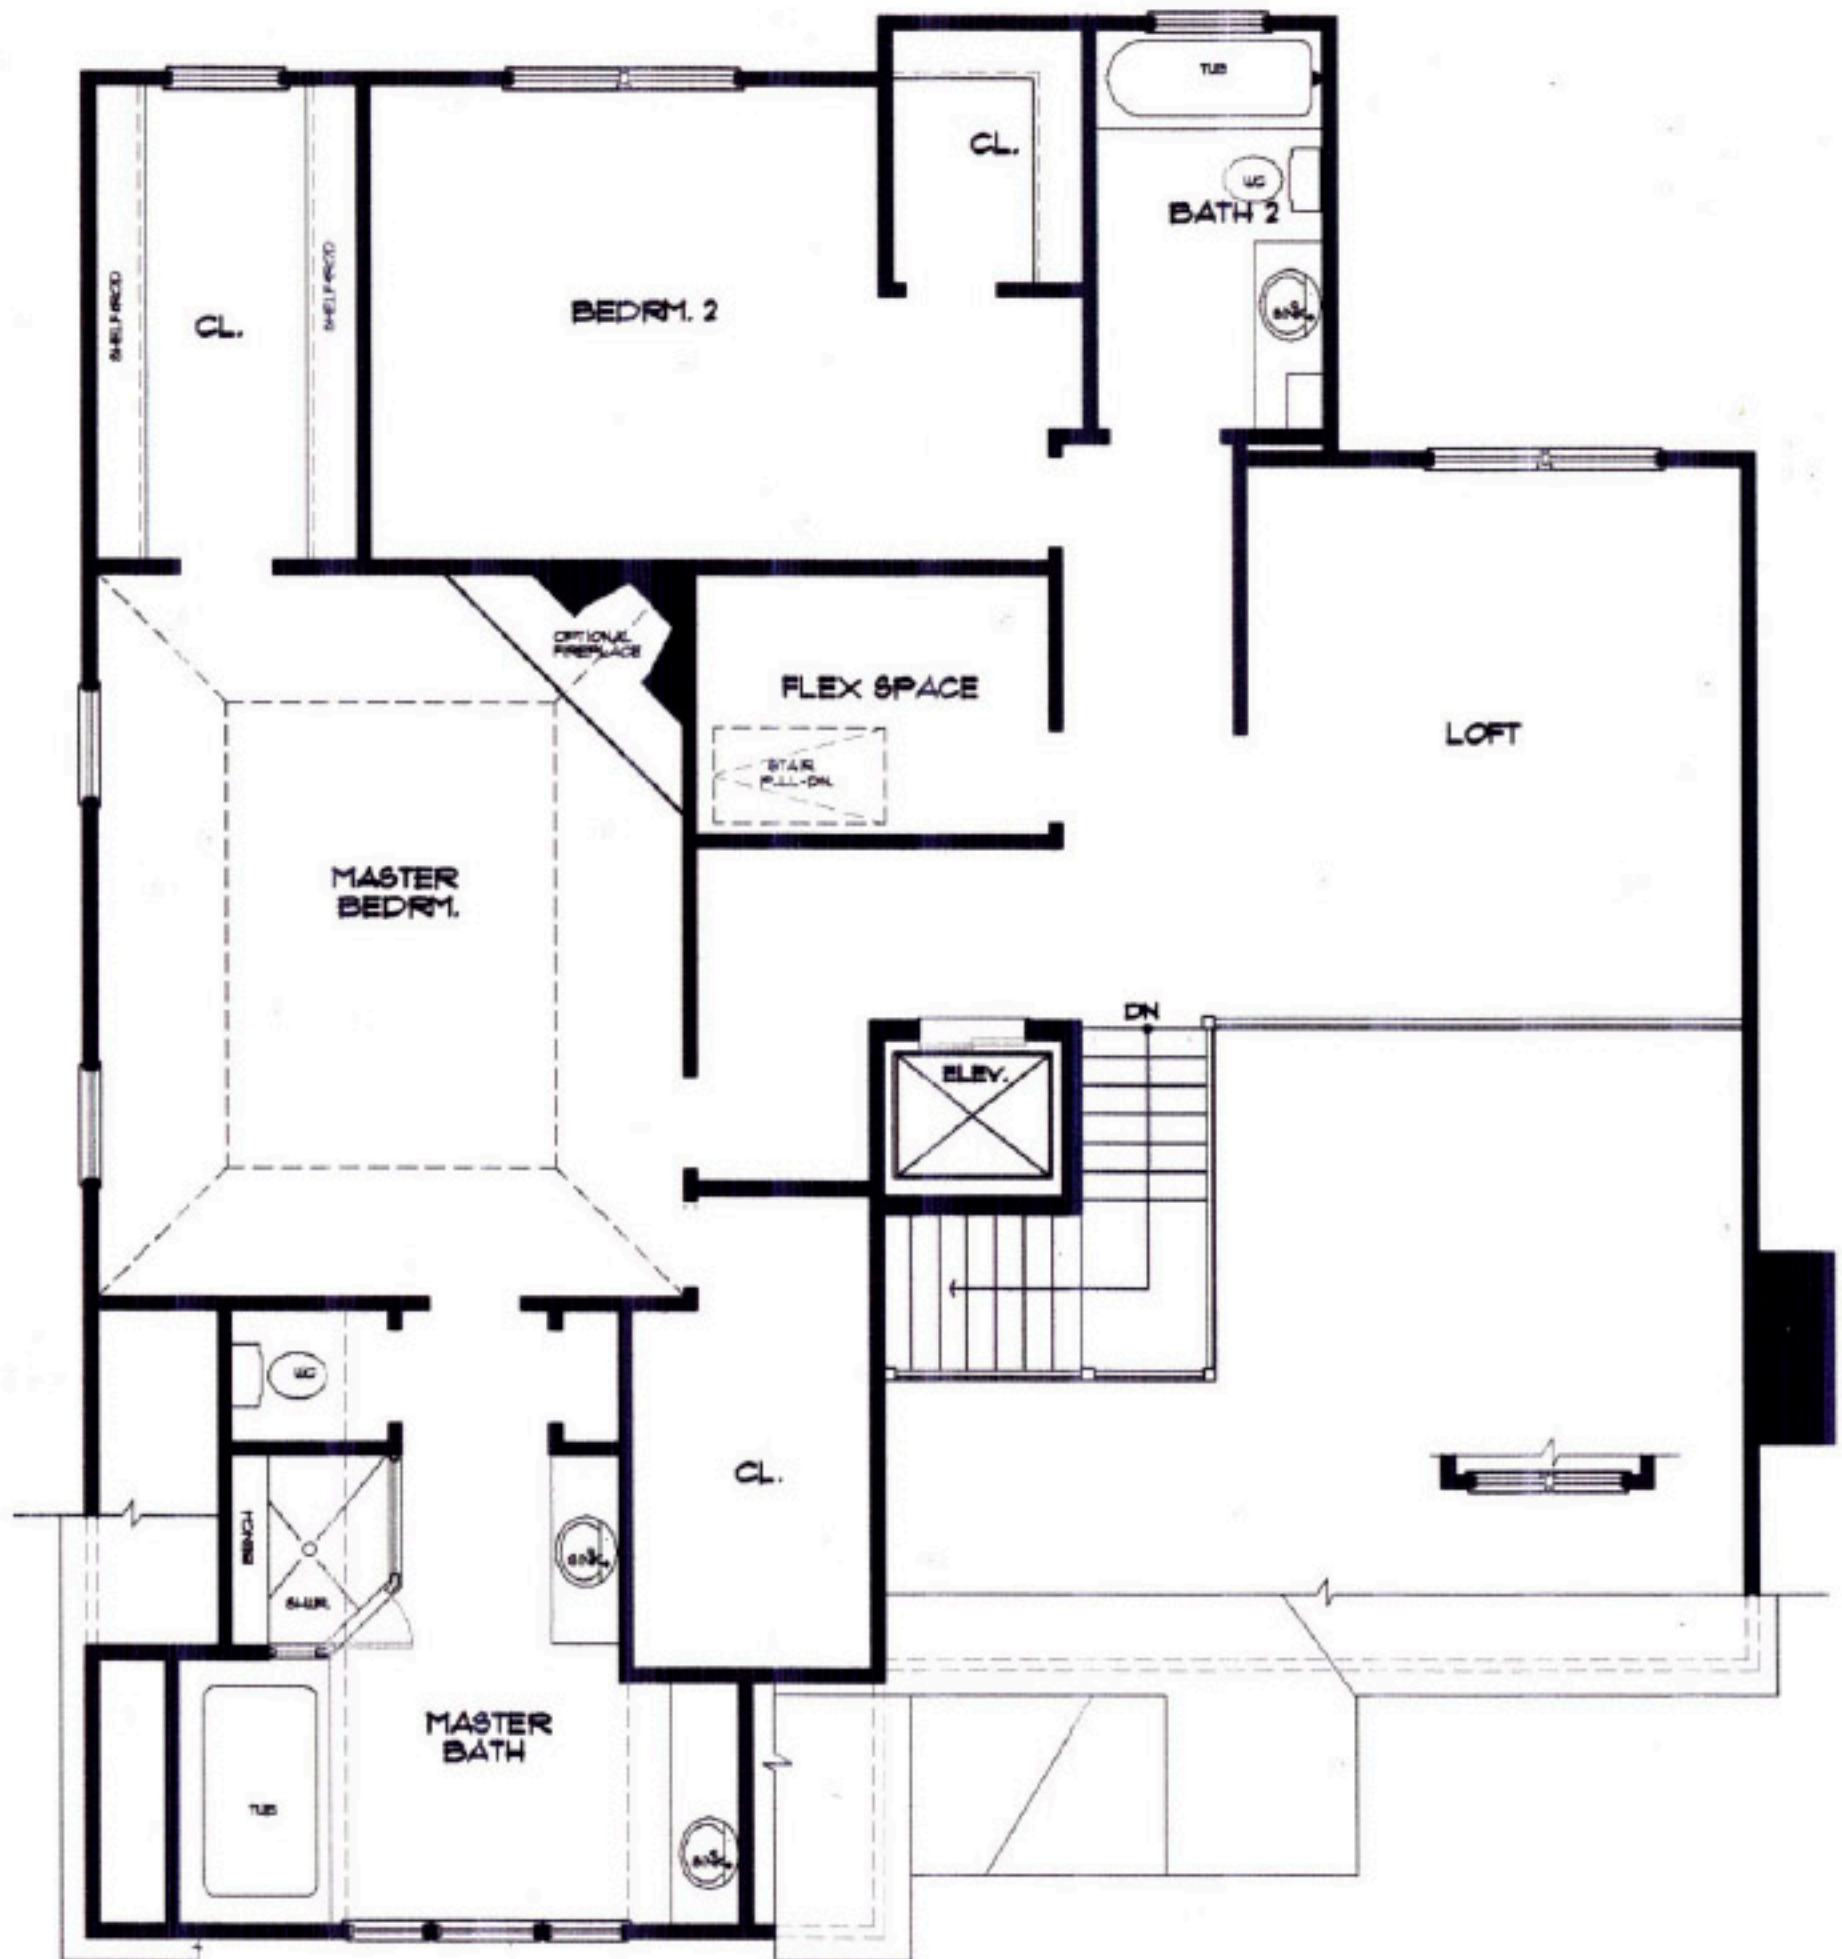 TUB
CL.
WC
BATH 2
SHELF&ROD
SHELF&ROD
CL.
BEDRM. 2
SINK
OPTIONAL
FIREPLACE
FLEX SPACE
STAIR
PULL-DN.
LOFT
MASTER
BEDRM.
DN
ELEV.
WC
CL.
BENCH
SINK
SHWR.
MASTER
BATH
TUB
SINK